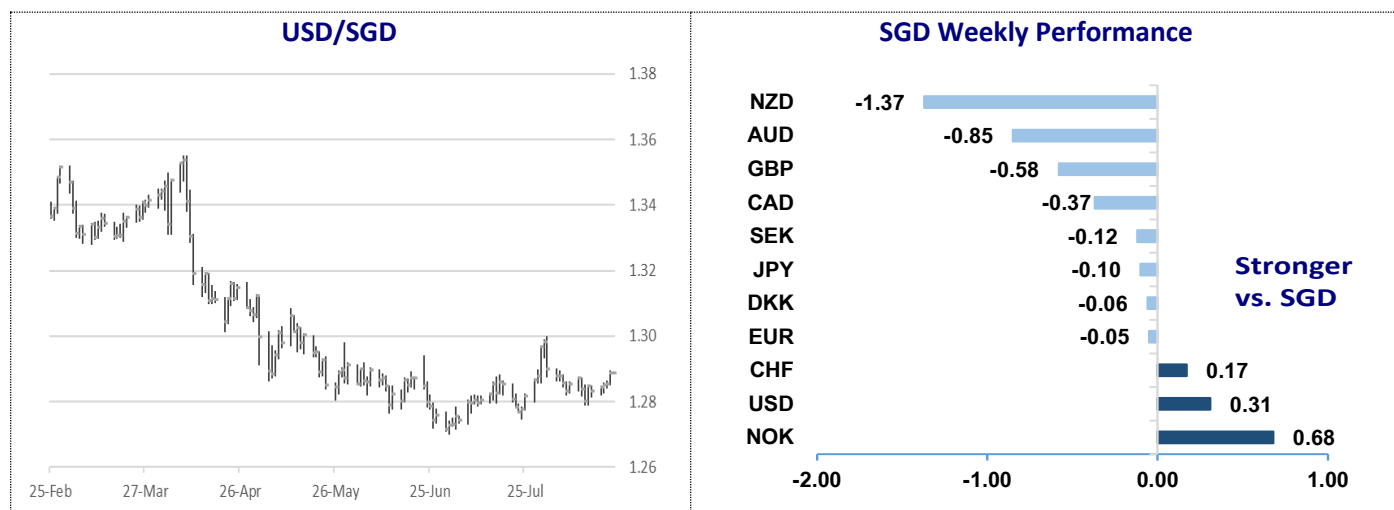 USD/SGD
1.38
1.36
1.34
1.32
1.30
1.28
1.26
25-Feb 27-Mar 26-Apr 26-May 25-Jun 25-Jul
SGD Weekly Performance
NZD -1.37
AUD -0.85
GBP -0.58
CAD -0.37
SEK -0.12
JPY -0.10
DKK -0.06
EUR -0.05
CHF 0.17
USD 0.31
NOK 0.68
Stronger
vs. SGD
-2.00 -1.00 0.00 1.00